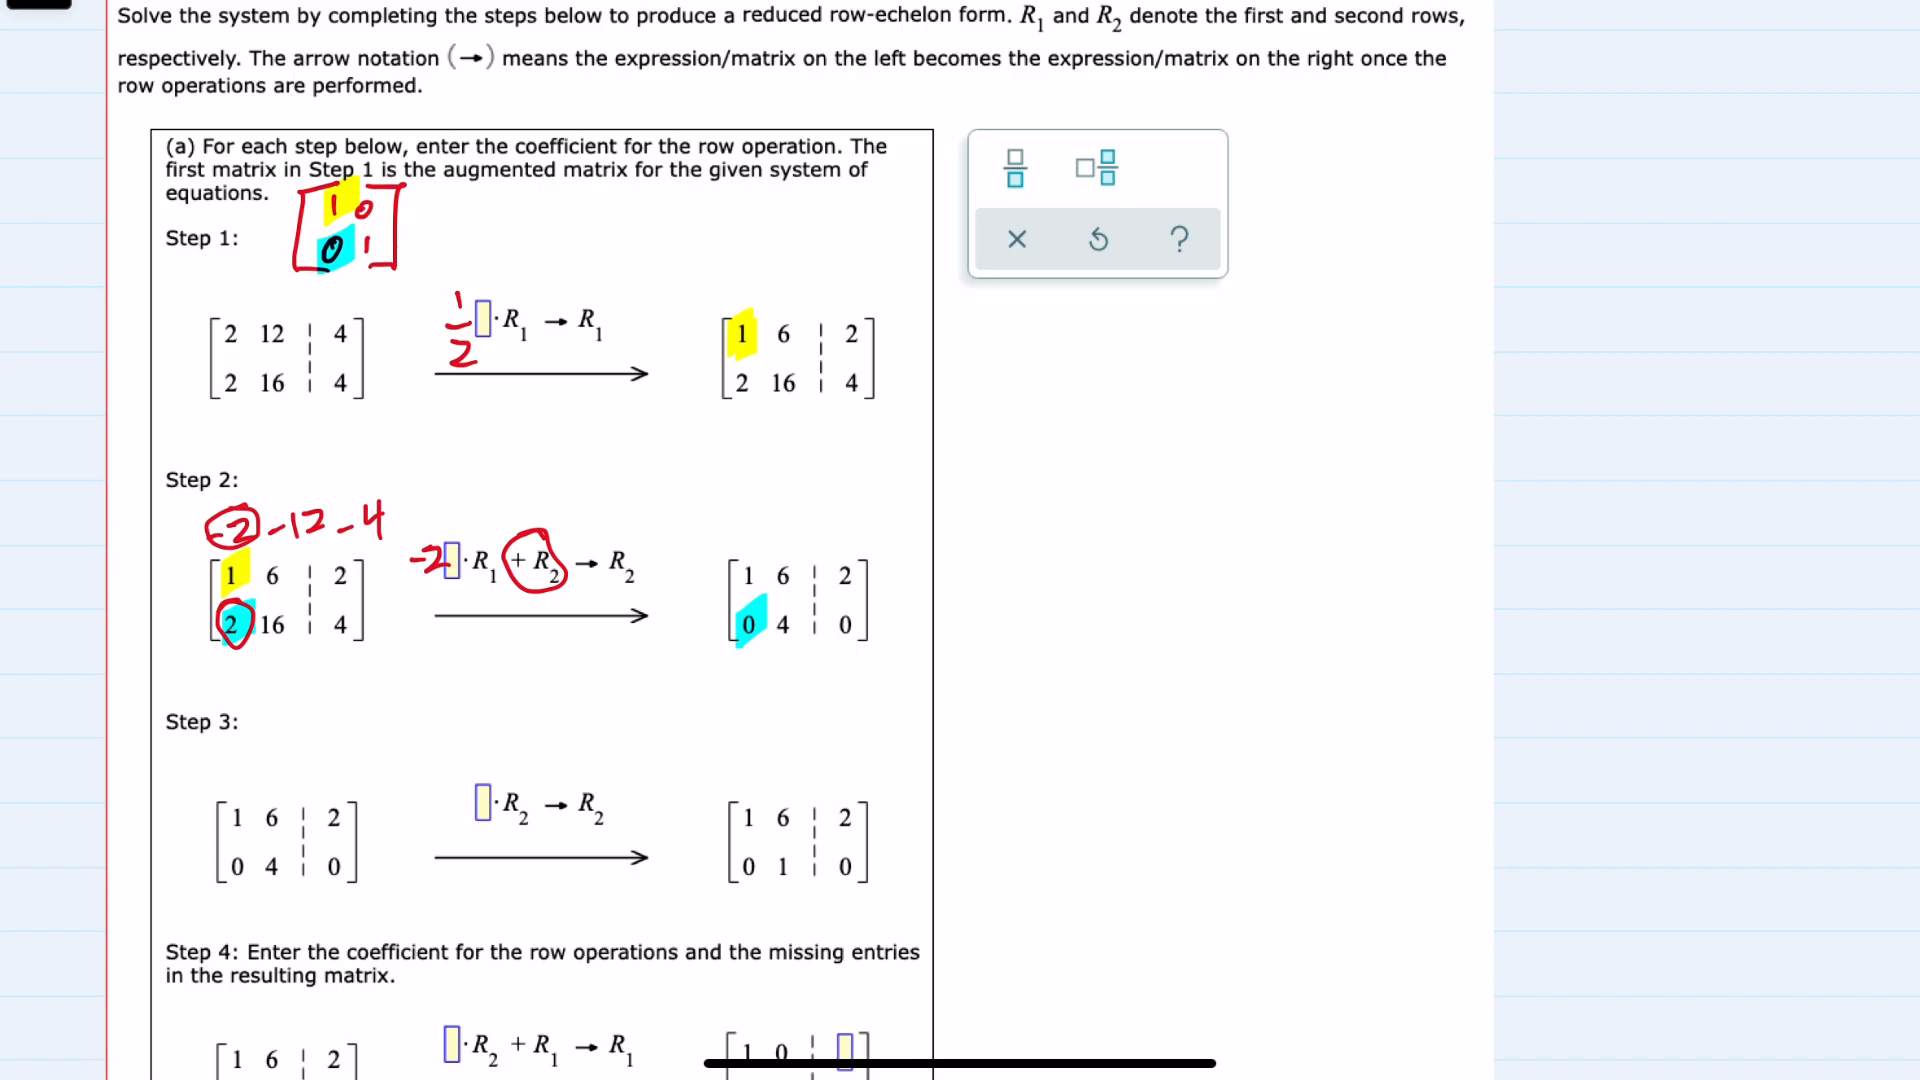 Solve the system by completing the steps below to produce a reduced row-echelon form. R₁ and R₂ denote the first and second rows,
respectively. The arrow notation (→) means the expression/matrix on the left becomes the expression/matrix on the right once the
row operations are performed.
(a) For each step below, enter the coefficient for the row operation. The
first matrix in Step 1 is the augmented matrix for the given system of
equations.
1 0
0 1
Step 1:
1/2 □ · R₁ → R₁
2 12 ¦ 4
2 16 ¦ 4
1 6 ¦ 2
2 16 ¦ 4
Step 2:
-2 -12 -4
1 6 ¦ 2
2 16 ¦ 4
-2 □ · R₁ + R₂ → R₂
1 6 ¦ 2
0 4 ¦ 0
Step 3:
1 6 ¦ 2
0 4 ¦ 0
□ · R₂ → R₂
1 6 ¦ 2
0 1 ¦ 0
Step 4: Enter the coefficient for the row operations and the missing entries
in the resulting matrix.
1 6 ¦ 2
□ · R₂ + R₁ → R₁
1 0 ¦ □
× ?